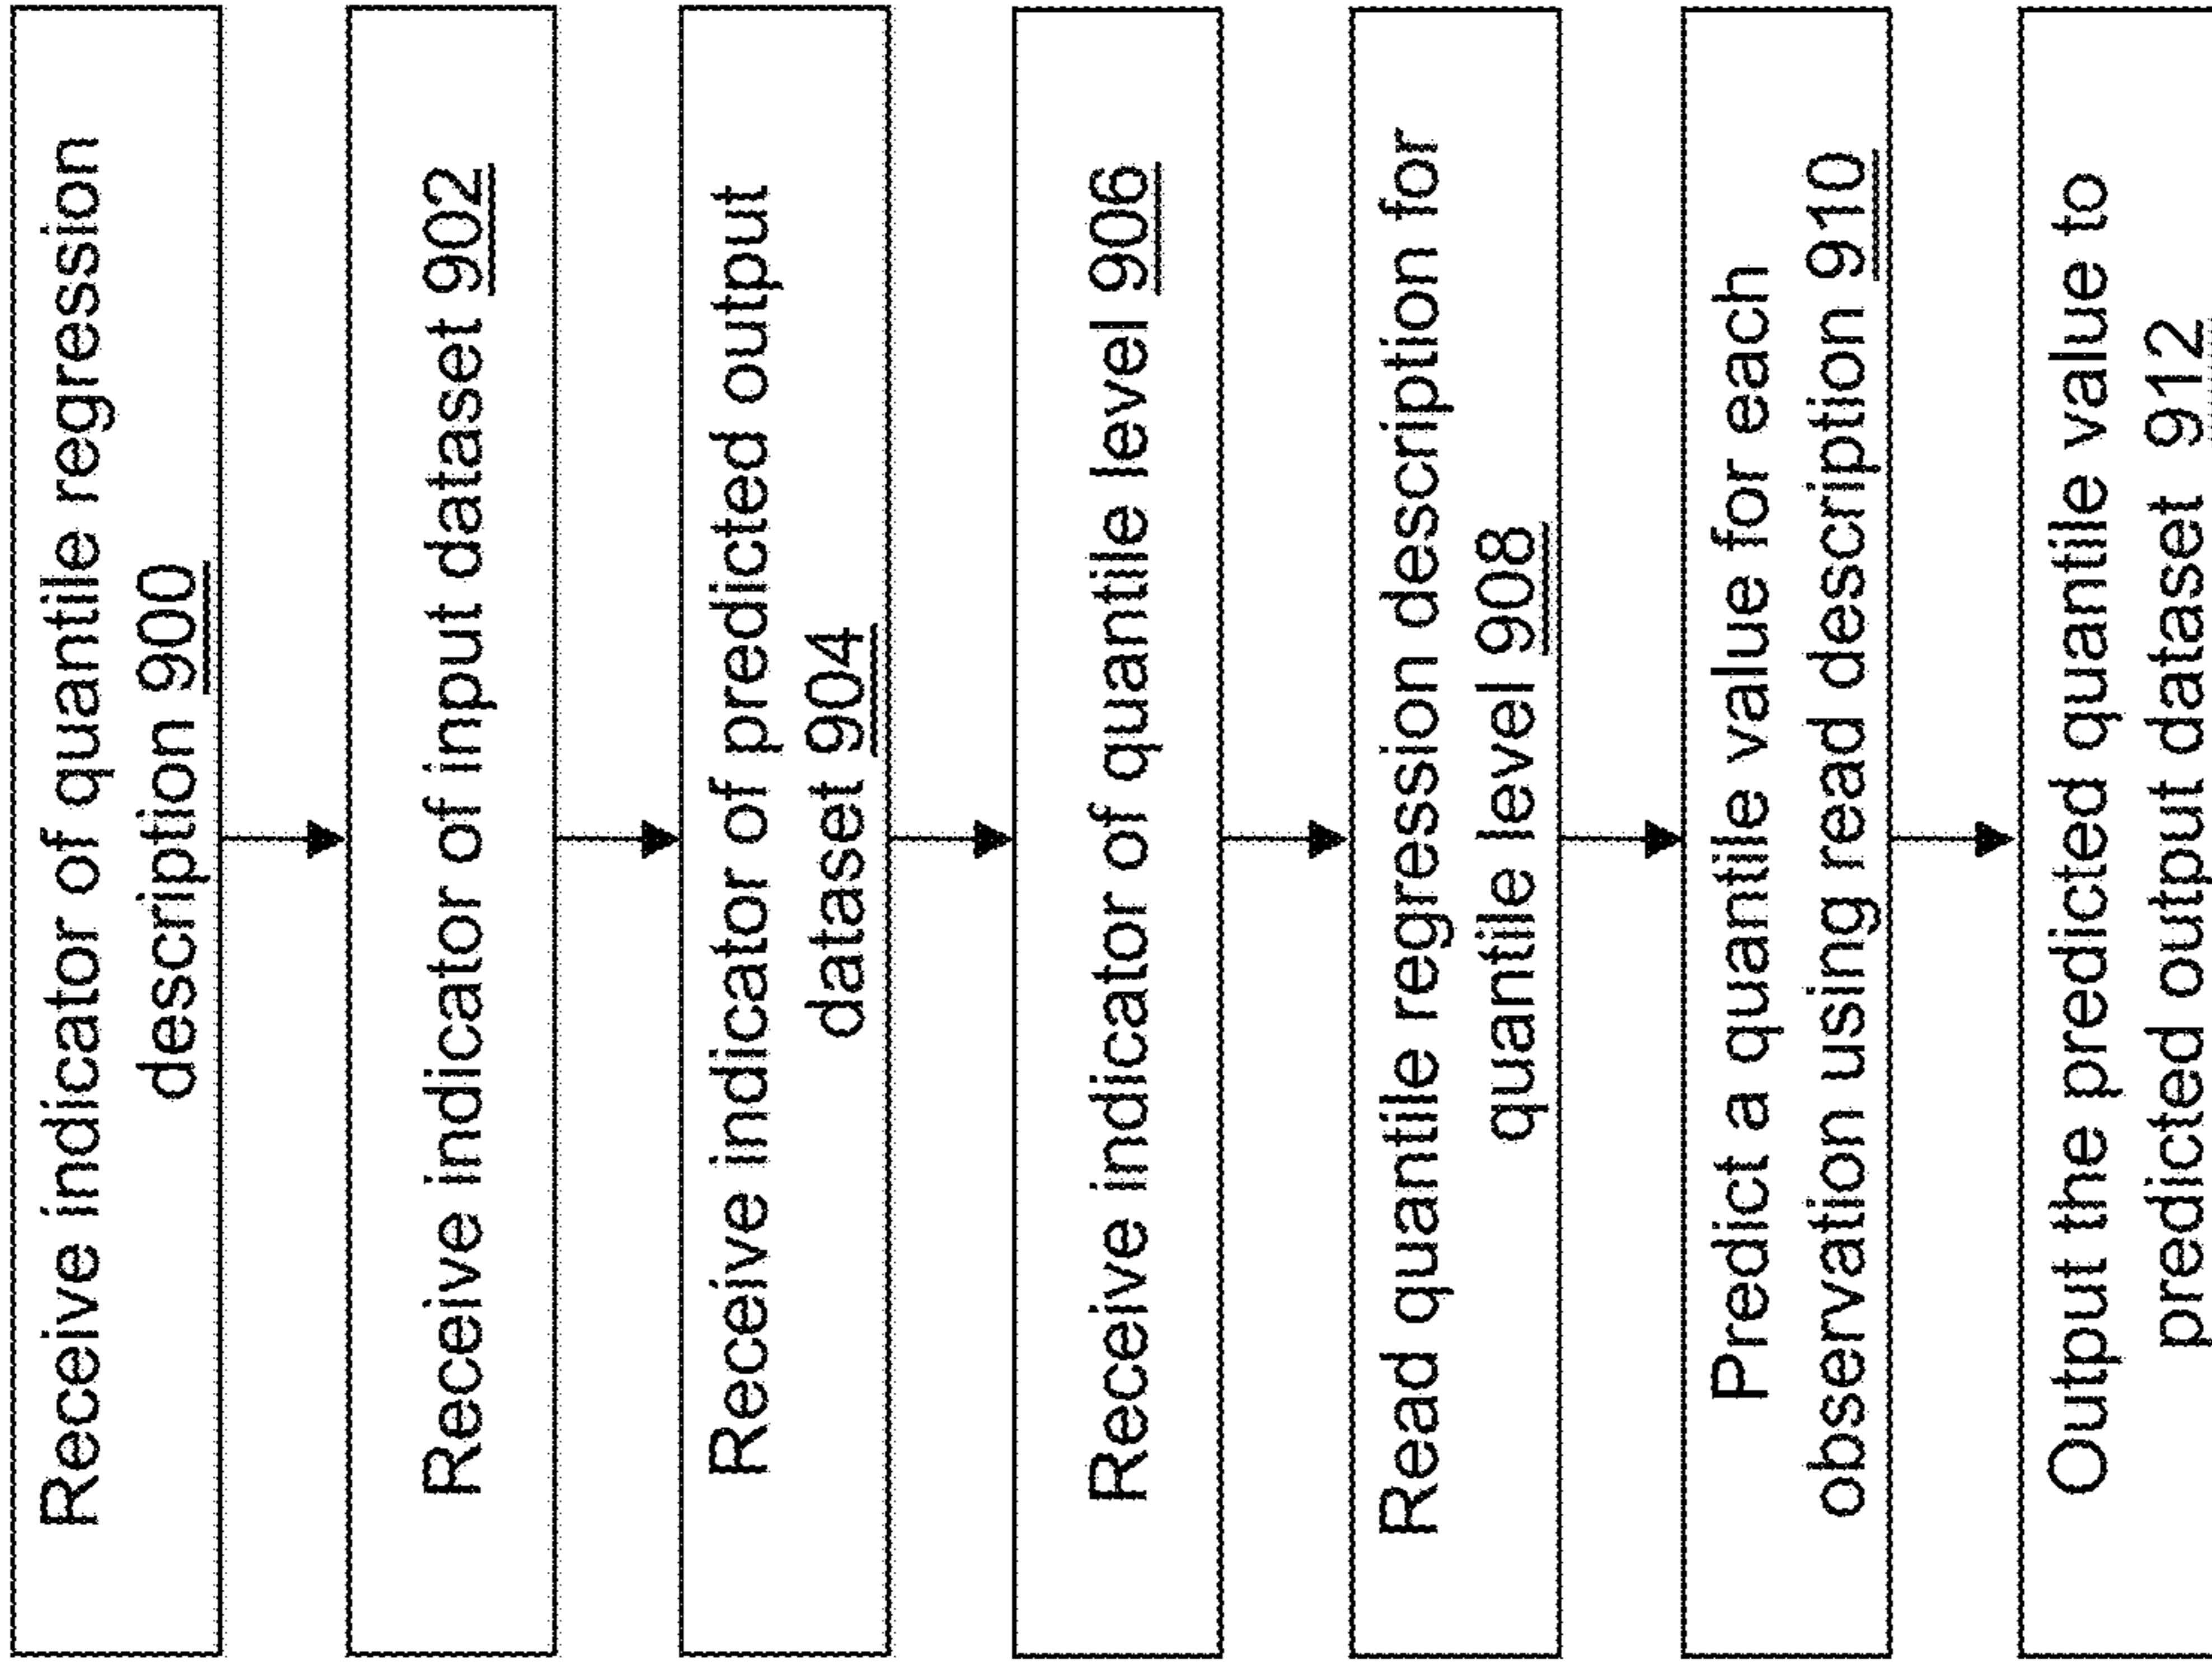 Receive indicator of quantile regression
description 900
Receive indicator of input dataset 902
Receive indicator of predicted output
dataset 904
Receive indicator of quantile level 906
Read quantile regression description for
quantile level 908
Predict a quantile value for each
observation using read description 910
Output the predicted quantile value to
predicted output dataset 912